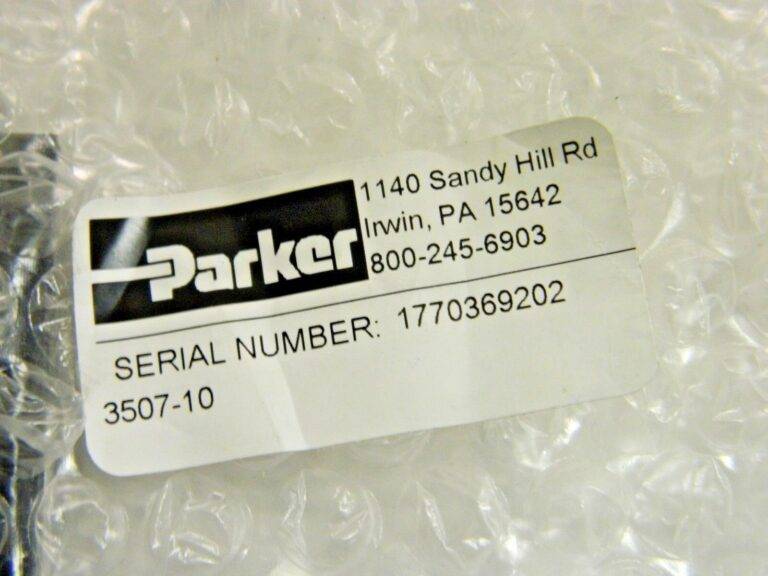 Parker
1140 Sandy Hill Rd
Irwin, PA 15642
800-245-6903
SERIAL NUMBER: 1770369202
3507-10